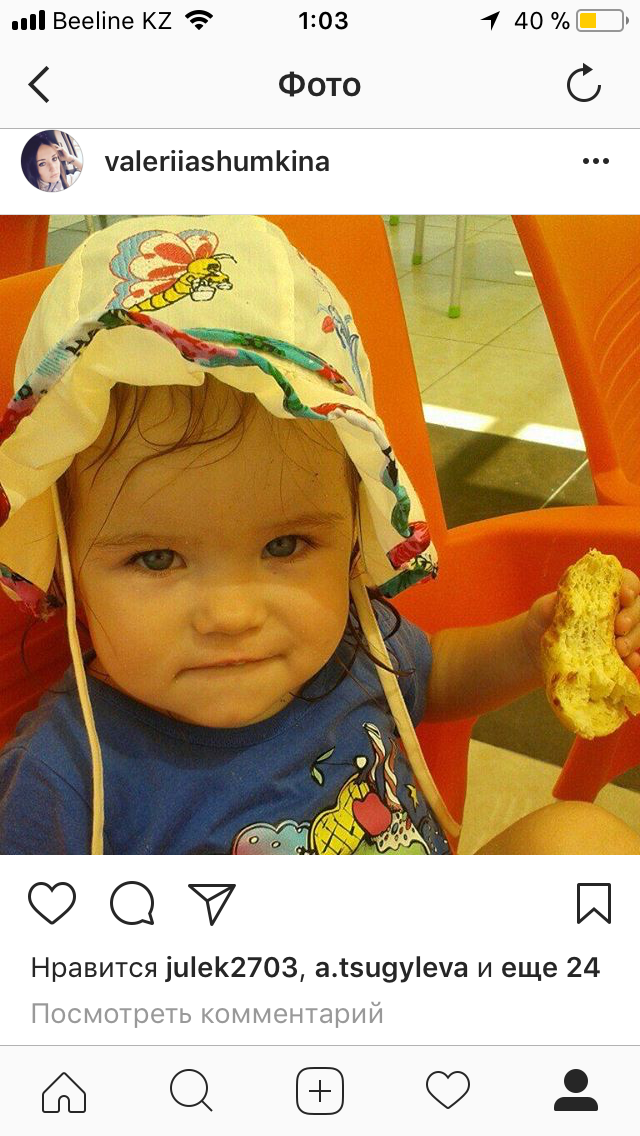 Beeline KZ 1:03 40 %
Фото
valeriiashumkina
Нравится julek2703, a.tsugyleva и еще 24
Посмотреть комментарий